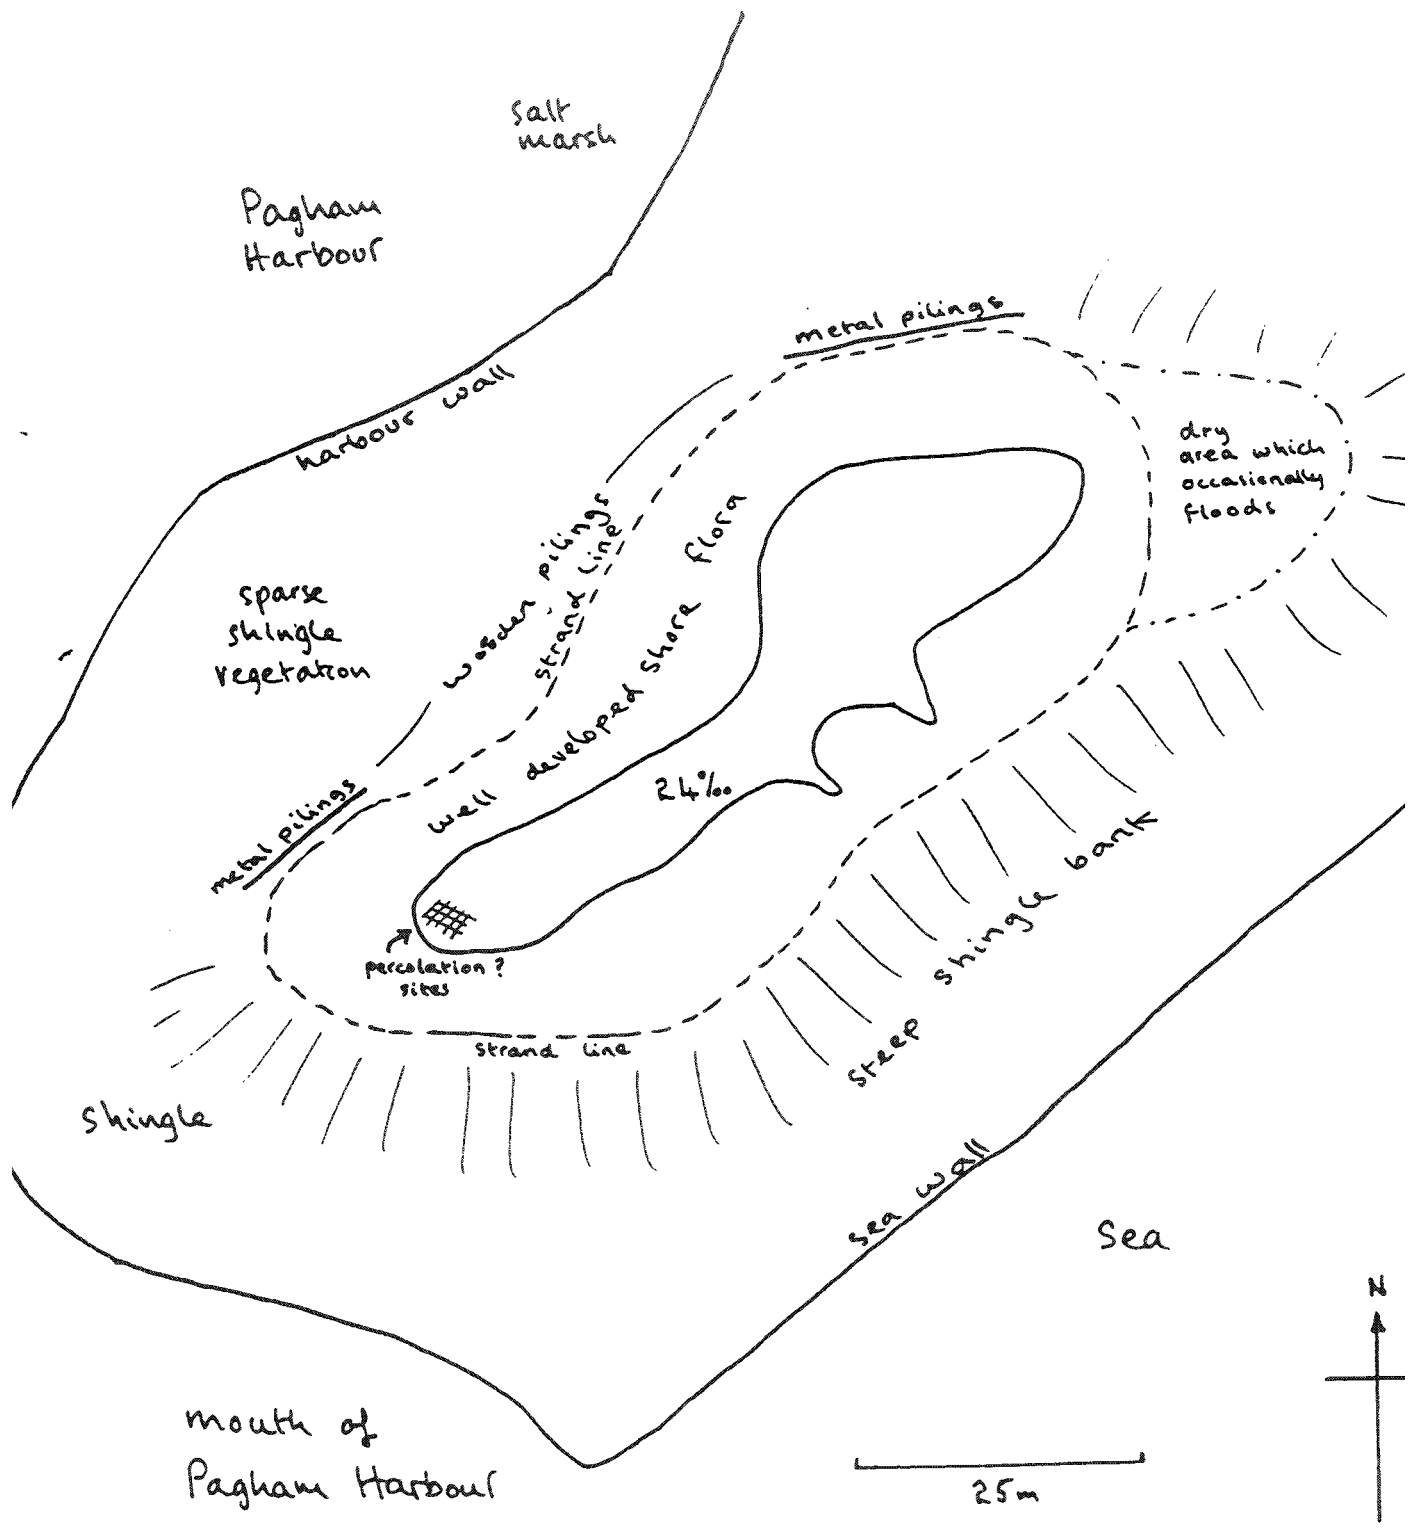 Salt
marsh
Pagham
Harbour
metal pilings
harbour wall
dry
area which
occasionally
floods
wooden pilings
strand line
well developed shore flora
sparse
shingle
vegetation
24‰
metal pilings
percolation ?
sites
strand line
steep shingle bank
Shingle
sea wall
Sea
N
mouth of
Pagham Harbour
25m